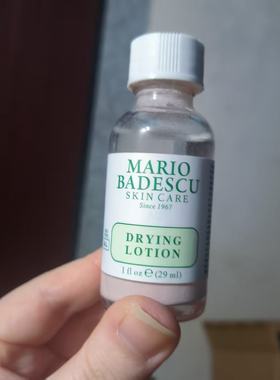 MARIO
BADESCU
SKIN CARE
Since 1967
DRYING
LOTION
1 fl oz ℮ (29 ml)